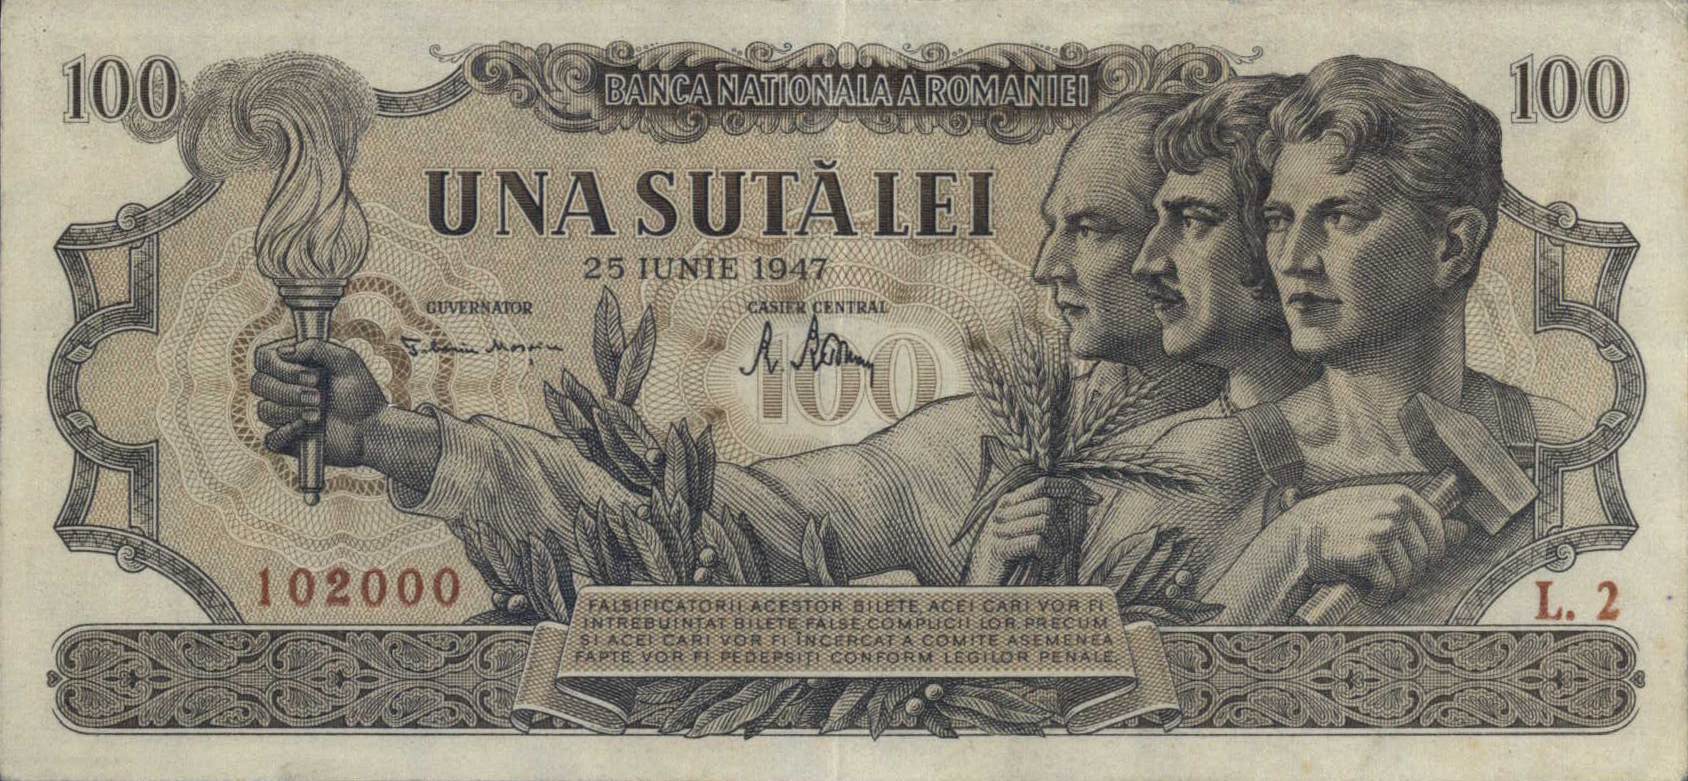 100
BANCA NATIONALA A ROMANIEI
100
UNA SUTĂ LEI
25 IUNIE 1947
GUVERNATOR
CASIER CENTRAL
100
102000
L. 2
FALSIFICATORII ACESTOR BILETE, ACEI CARI VOR FI
INTREBUINTAT BILETE FALSE, COMPLICII LOR PRECUM
SI ACEI CARI VOR FI ÎNCERCAT A COMITE ASEMENEA
FAPTE, VOR FI PEDEPSIȚI CONFORM LEGILOR PENALE.